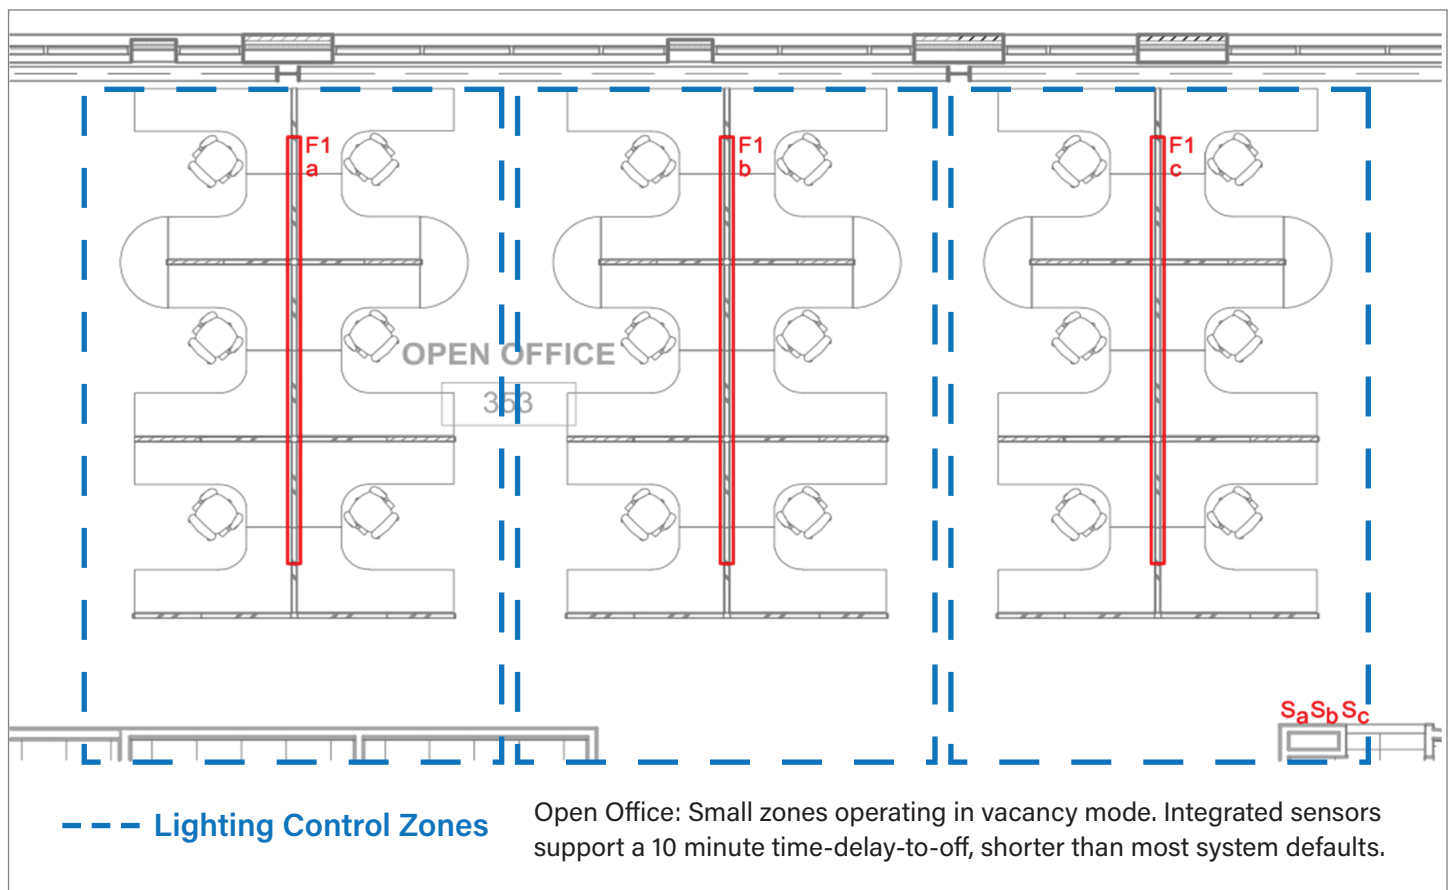 F1
a
F1
b
F1
c
OPEN OFFICE
353
SaSbSc
Lighting Control Zones
Open Office: Small zones operating in vacancy mode. Integrated sensors
support a 10 minute time-delay-to-off, shorter than most system defaults.